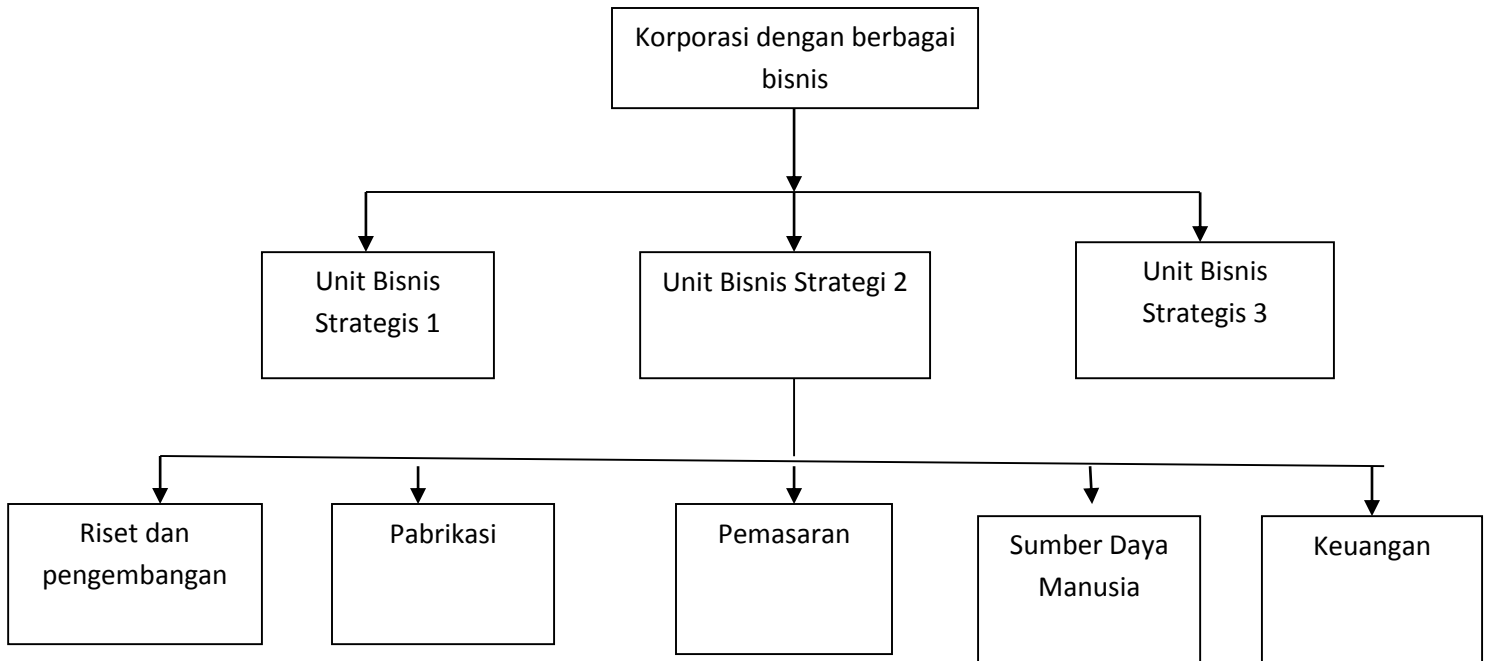 Korporasi dengan berbagai
bisnis
Unit Bisnis
Strategis 1
Unit Bisnis Strategi 2
Unit Bisnis
Strategis 3
Riset dan
pengembangan
Pabrikasi
Pemasaran
Sumber Daya
Manusia
Keuangan